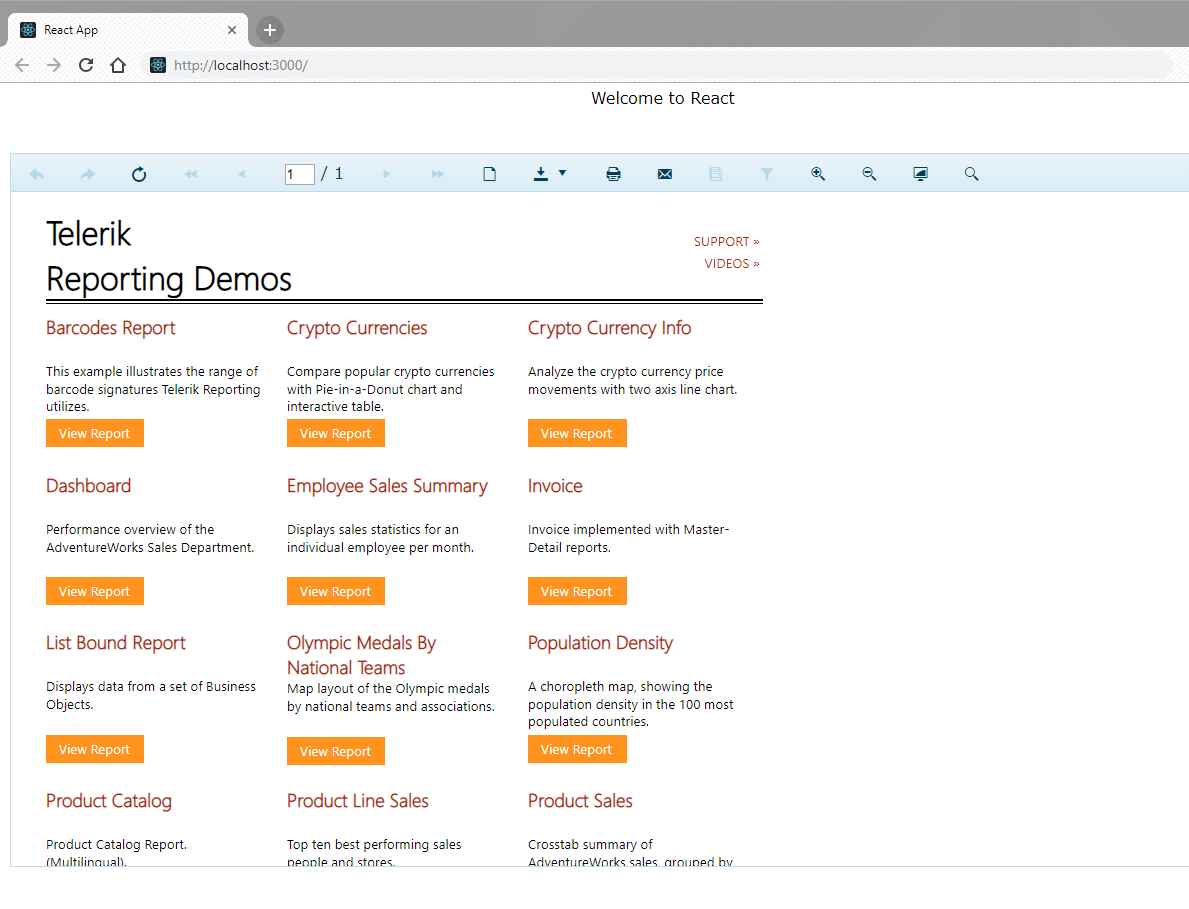 React App
http://localhost:3000/
Welcome to React
1 / 1
Telerik
Reporting Demos
SUPPORT »
VIDEOS »
Barcodes Report
This example illustrates the range of
barcode signatures Telerik Reporting
utilizes.
View Report
Crypto Currencies
Compare popular crypto currencies
with Pie-in-a-Donut chart and
interactive table.
View Report
Crypto Currency Info
Analyze the crypto currency price
movements with two axis line chart.
View Report
Dashboard
Performance overview of the
AdventureWorks Sales Department.
View Report
Employee Sales Summary
Displays sales statistics for an
individual employee per month.
View Report
Invoice
Invoice implemented with Master-
Detail reports.
View Report
List Bound Report
Displays data from a set of Business
Objects.
View Report
Olympic Medals By
National Teams
Map layout of the Olympic medals
by national teams and associations.
View Report
Population Density
A choropleth map, showing the
population density in the 100 most
populated countries.
View Report
Product Catalog
Product Catalog Report.
(Multilingual).
Product Line Sales
Top ten best performing sales
people and stores.
Product Sales
Crosstab summary of
AdventureWorks sales, grouped by